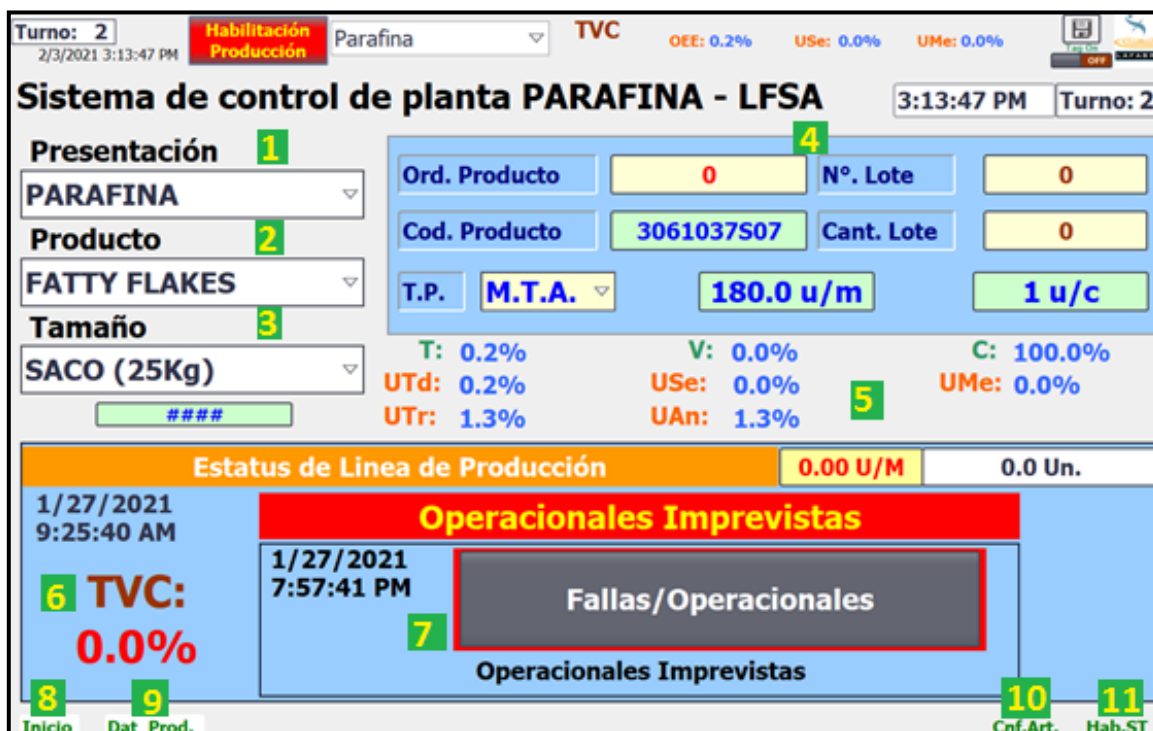 Turno: 2
2/3/2021 3:13:47 PM
Habilitación
Producción
Parafina
TVC
OEE: 0.2%
USe: 0.0%
UMe: 0.0%
Tag On
OFF
Sistema de control de planta PARAFINA - LFSA
3:13:47 PM
Turno: 2
Presentación 1
PARAFINA
Producto 2
FATTY FLAKES
Tamaño 3
SACO (25Kg)
####
4
Ord. Producto 0 N°. Lote 0
Cod. Producto 3061037S07 Cant. Lote 0
T.P. M.T.A. 180.0 u/m 1 u/c
T: 0.2% V: 0.0% C: 100.0%
UTd: 0.2% USe: 0.0% UMe: 0.0%
UTr: 1.3% UAn: 1.3%
5
Estatus de Linea de Producción 0.00 U/M 0.0 Un.
1/27/2021
9:25:40 AM
Operacionales Imprevistas
1/27/2021
7:57:41 PM
Fallas/Operacionales
6 TVC:
0.0%
7
Operacionales Imprevistas
8 9 10 11
Inicio Dat_Prod. Cnf.Art. Hab.ST